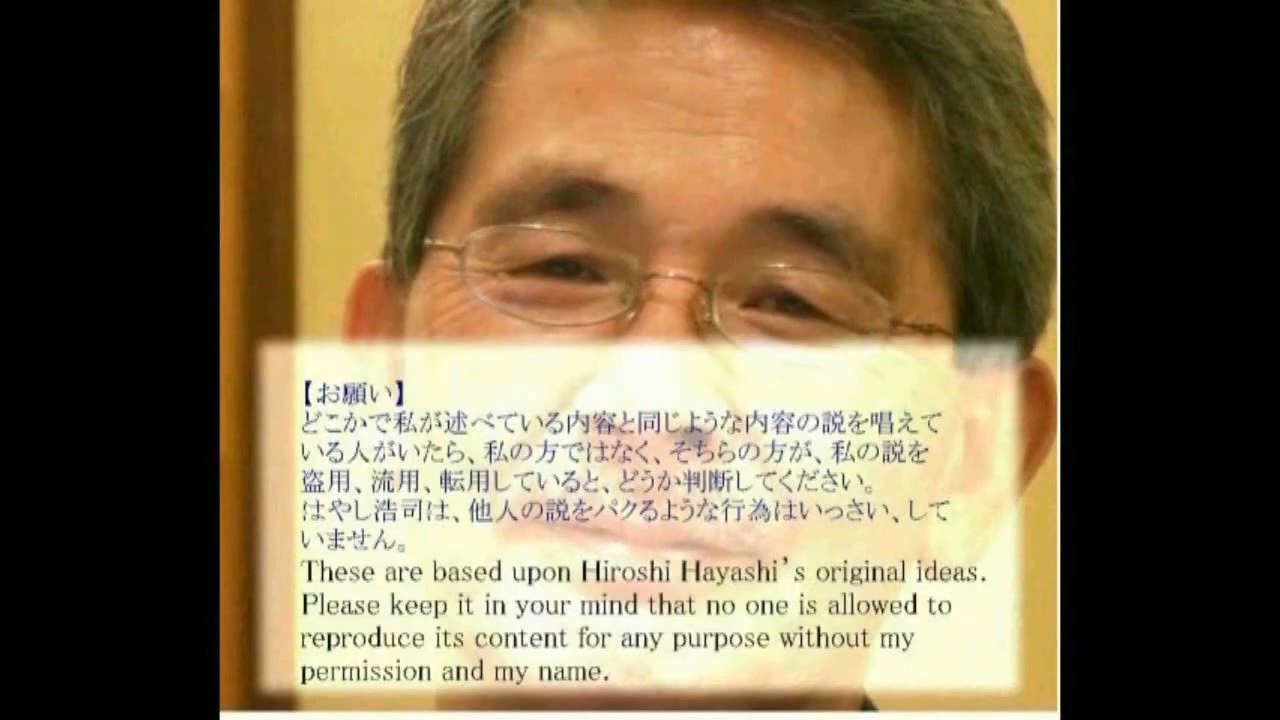 【お願い】
どこかで私が述べている内容と同じような内容の説を唱えて
いる人がいたら、私の方ではなく、そちらの方が、私の説を
盗用、流用、転用していると、どうか判断してください。
はやし浩司は、他人の説をパクるような行為はいっさい、して
いません。
These are based upon Hiroshi Hayashi's original ideas.
Please keep it in your mind that no one is allowed to
reproduce its content for any purpose without my
permission and my name.